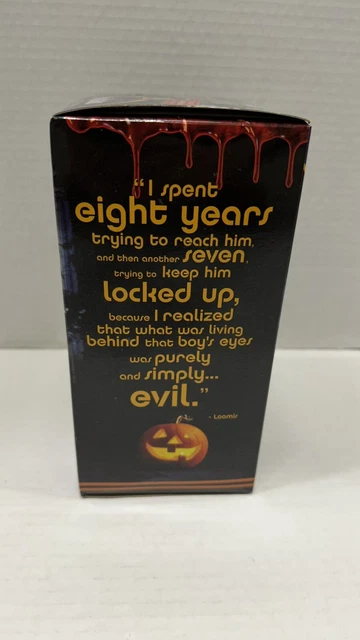 “I spent
eight years
trying to reach him,
and then another seven,
trying to keep him
locked up,
because I realized
that what was living
behind that boy's eyes
was purely
and simply...
evil.”
- Loomis